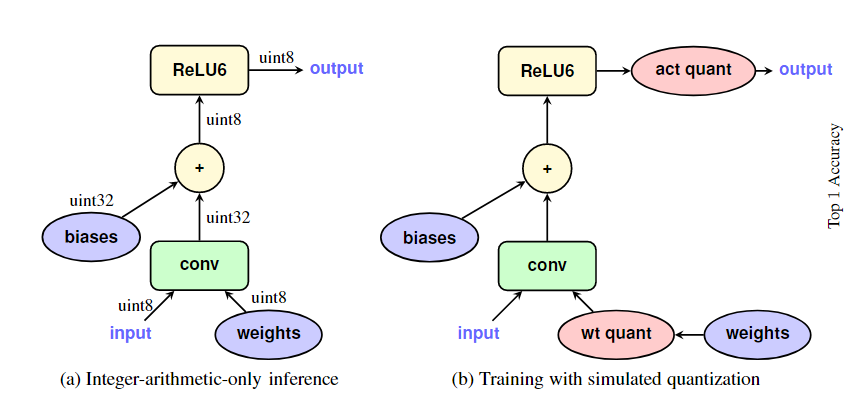 ReLU6
uint8
output
uint8
+
uint32
biases
uint32
conv
uint8
uint8
input
weights
(a) Integer-arithmetic-only inference
ReLU6
act quant
output
+
biases
conv
input
wt quant
weights
(b) Training with simulated quantization
Top 1 Accuracy